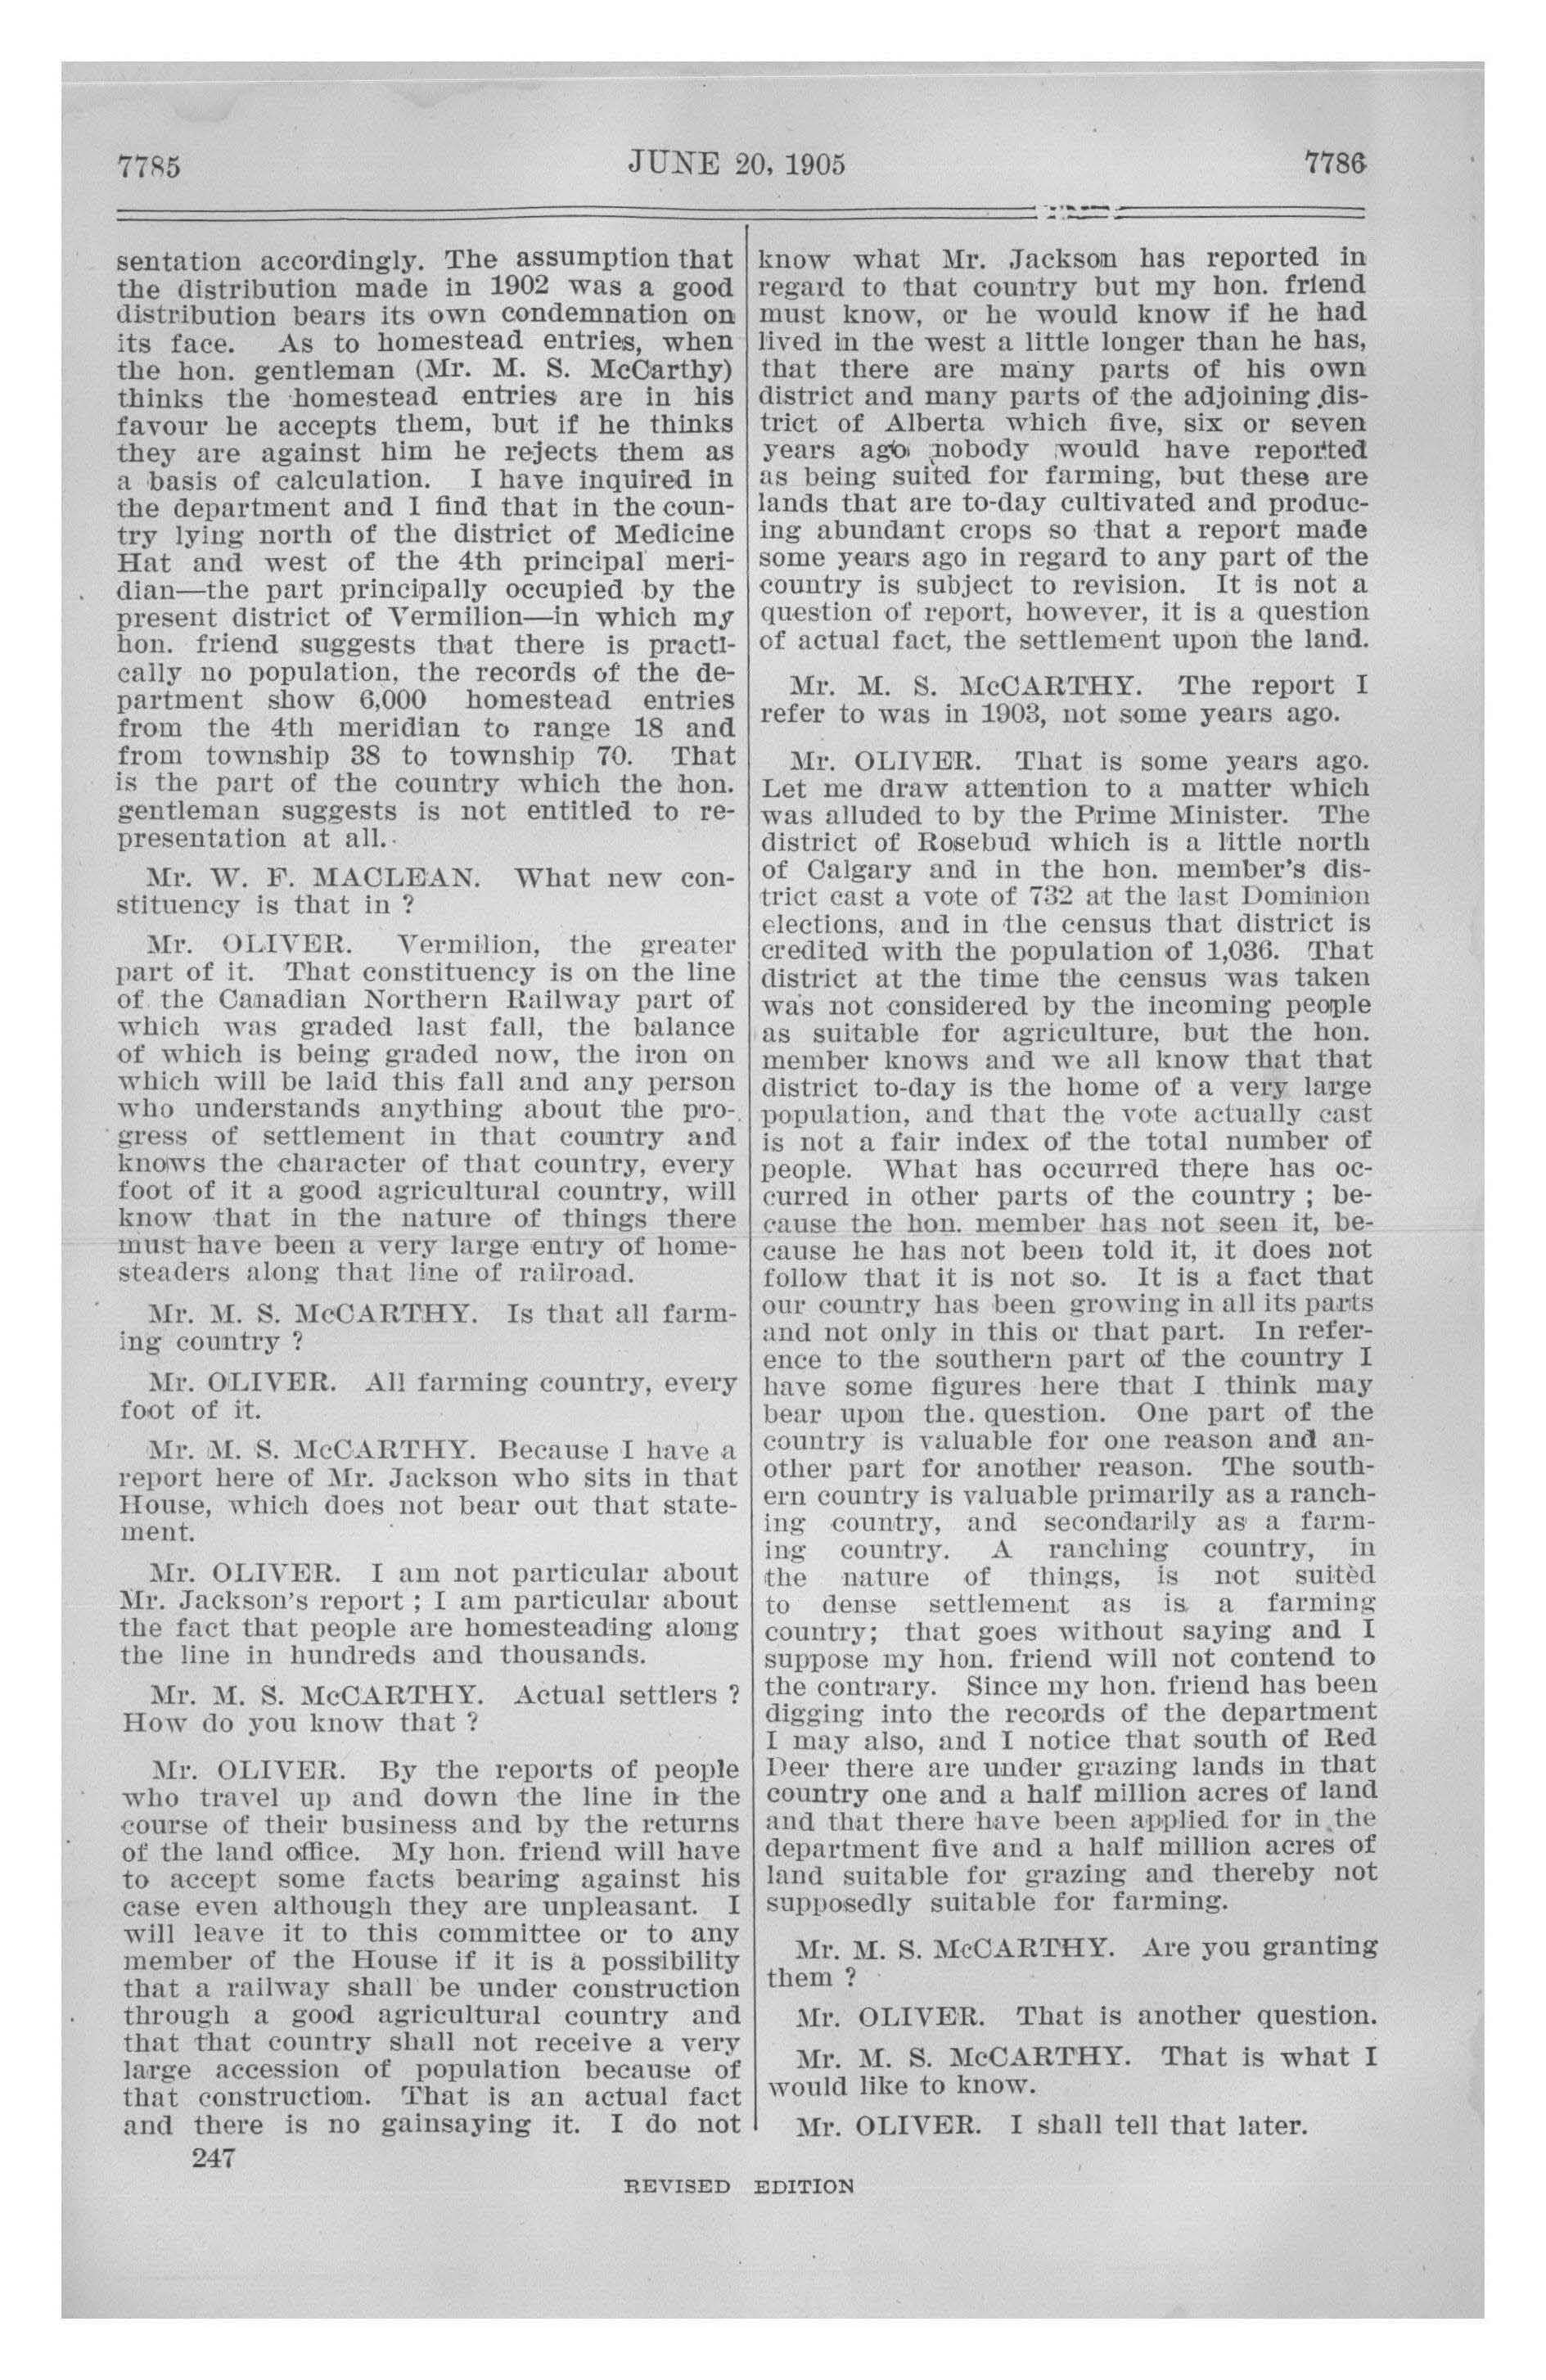 7785
JUNE 20, 1905
7786
sentation accordingly. The assumption that
the distribution made in 1902 was a good
distribution bears its own condemnation on
its face. As to homestead entries, when
the hon. gentleman (Mr. M. S. McCarthy)
thinks the homestead entries are in his
favour he accepts them, but if he thinks
they are against him he rejects them as
a basis of calculation. I have inquired in
the department and I find that in the coun-
try lying north of the district of Medicine
Hat and west of the 4th principal meri-
dian—the part principally occupied by the
present district of Vermilion—in which my
hon. friend suggests that there is practi-
cally no population, the records of the de-
partment show 6,000 homestead entries
from the 4th meridian to range 18 and
from township 38 to township 70. That
is the part of the country which the hon.
gentleman suggests is not entitled to re-
presentation at all.
Mr. W. F. MACLEAN. What new con-
stituency is that in ?
Mr. OLIVER. Vermilion, the greater
part of it. That constituency is on the line
of the Canadian Northern Railway part of
which was graded last fall, the balance
of which is being graded now, the iron on
which will be laid this fall and any person
who understands anything about the pro-
gress of settlement in that country and
knows the character of that country, every
foot of it a good agricultural country, will
know that in the nature of things there
must have been a very large entry of home-
steaders along that line of railroad.
Mr. M. S. McCARTHY. Is that all farm-
ing country ?
Mr. OLIVER. All farming country, every
foot of it.
Mr. M. S. McCARTHY. Because I have a
report here of Mr. Jackson who sits in that
House, which does not bear out that state-
ment.
Mr. OLIVER. I am not particular about
Mr. Jackson's report ; I am particular about
the fact that people are homesteading along
the line in hundreds and thousands.
Mr. M. S. McCARTHY. Actual settlers ?
How do you know that ?
Mr. OLIVER. By the reports of people
who travel up and down the line in the
course of their business and by the returns
of the land office. My hon. friend will have
to accept some facts bearing against his
case even although they are unpleasant. I
will leave it to this committee or to any
member of the House if it is a possibility
that a railway shall be under construction
through a good agricultural country and
that that country shall not receive a very
large accession of population because of
that construction. That is an actual fact
and there is no gainsaying it. I do not
247
know what Mr. Jackson has reported in
regard to that country but my hon. friend
must know, or he would know if he had
lived in the west a little longer than he has,
that there are many parts of his own
district and many parts of the adjoining dis-
trict of Alberta which five, six or seven
years ago nobody would have reported
as being suited for farming, but these are
lands that are to-day cultivated and produc-
ing abundant crops so that a report made
some years ago in regard to any part of the
country is subject to revision. It is not a
question of report, however, it is a question
of actual fact, the settlement upon the land.
Mr. M. S. McCARTHY. The report I
refer to was in 1903, not some years ago.
Mr. OLIVER. That is some years ago.
Let me draw attention to a matter which
was alluded to by the Prime Minister. The
district of Rosebud which is a little north
of Calgary and in the hon. member's dis-
trict cast a vote of 732 at the last Dominion
elections, and in the census that district is
credited with the population of 1,036. That
district at the time the census was taken
was not considered by the incoming people
as suitable for agriculture, but the hon.
member knows and we all know that that
district to-day is the home of a very large
population, and that the vote actually cast
is not a fair index of the total number of
people. What has occurred there has oc-
curred in other parts of the country ; be-
cause the hon. member has not seen it, be-
cause he has not been told it, it does not
follow that it is not so. It is a fact that
our country has been growing in all its parts
and not only in this or that part. In refer-
ence to the southern part of the country I
have some figures here that I think may
bear upon the. question. One part of the
country is valuable for one reason and an-
other part for another reason. The south-
ern country is valuable primarily as a ranch-
ing country, and secondarily as a farm-
ing country. A ranching country, in
the nature of things, is not suited
to dense settlement as is a farming
country; that goes without saying and I
suppose my hon. friend will not contend to
the contrary. Since my hon. friend has been
digging into the records of the department
I may also, and I notice that south of Red
Deer there are under grazing lands in that
country one and a half million acres of land
and that there have been applied for in the
department five and a half million acres of
land suitable for grazing and thereby not
supposedly suitable for farming.
Mr. M. S. McCARTHY. Are you granting
them ?
Mr. OLIVER. That is another question.
Mr. M. S. McCARTHY. That is what I
would like to know.
Mr. OLIVER. I shall tell that later.
REVISED EDITION